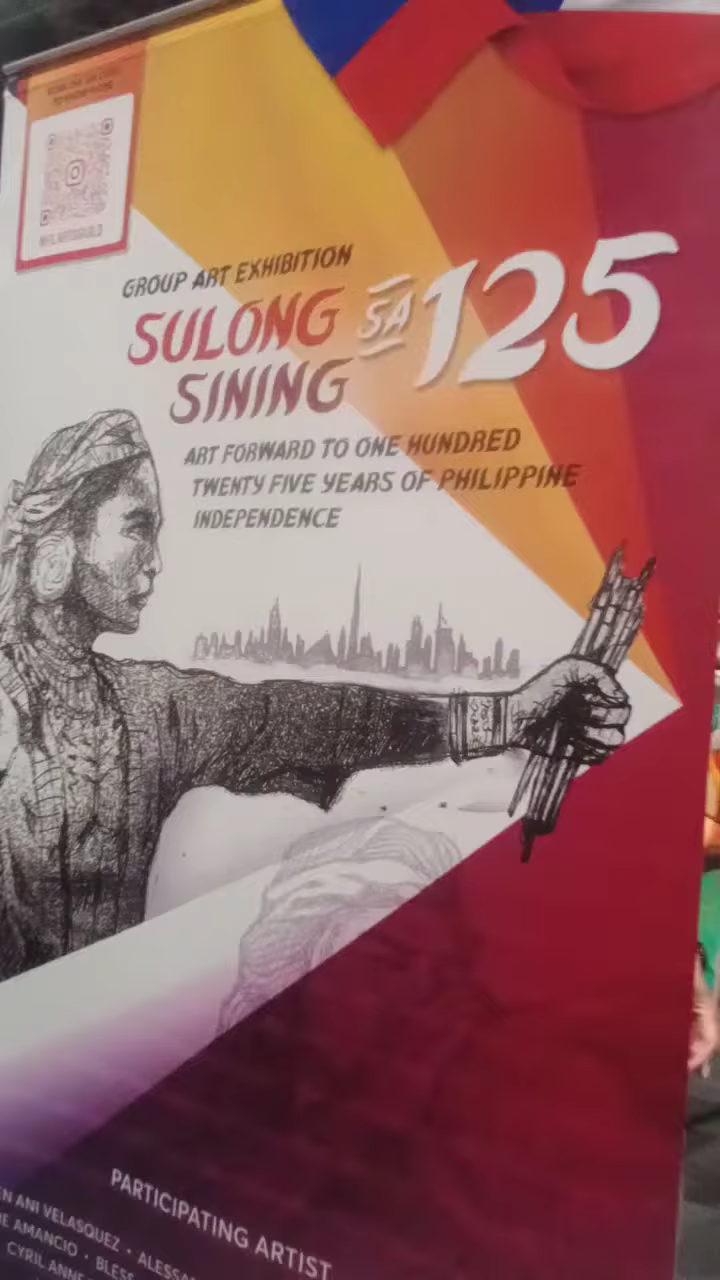 GROUP ART EXHIBITION
SULONG SA 125
SINING
ART FORWARD TO ONE HUNDRED
TWENTY FIVE YEARS OF PHILIPPINE
INDEPENDENCE
PARTICIPATING ARTIST
ANI VELASQUEZ •
AMANCIO •
CYRIL